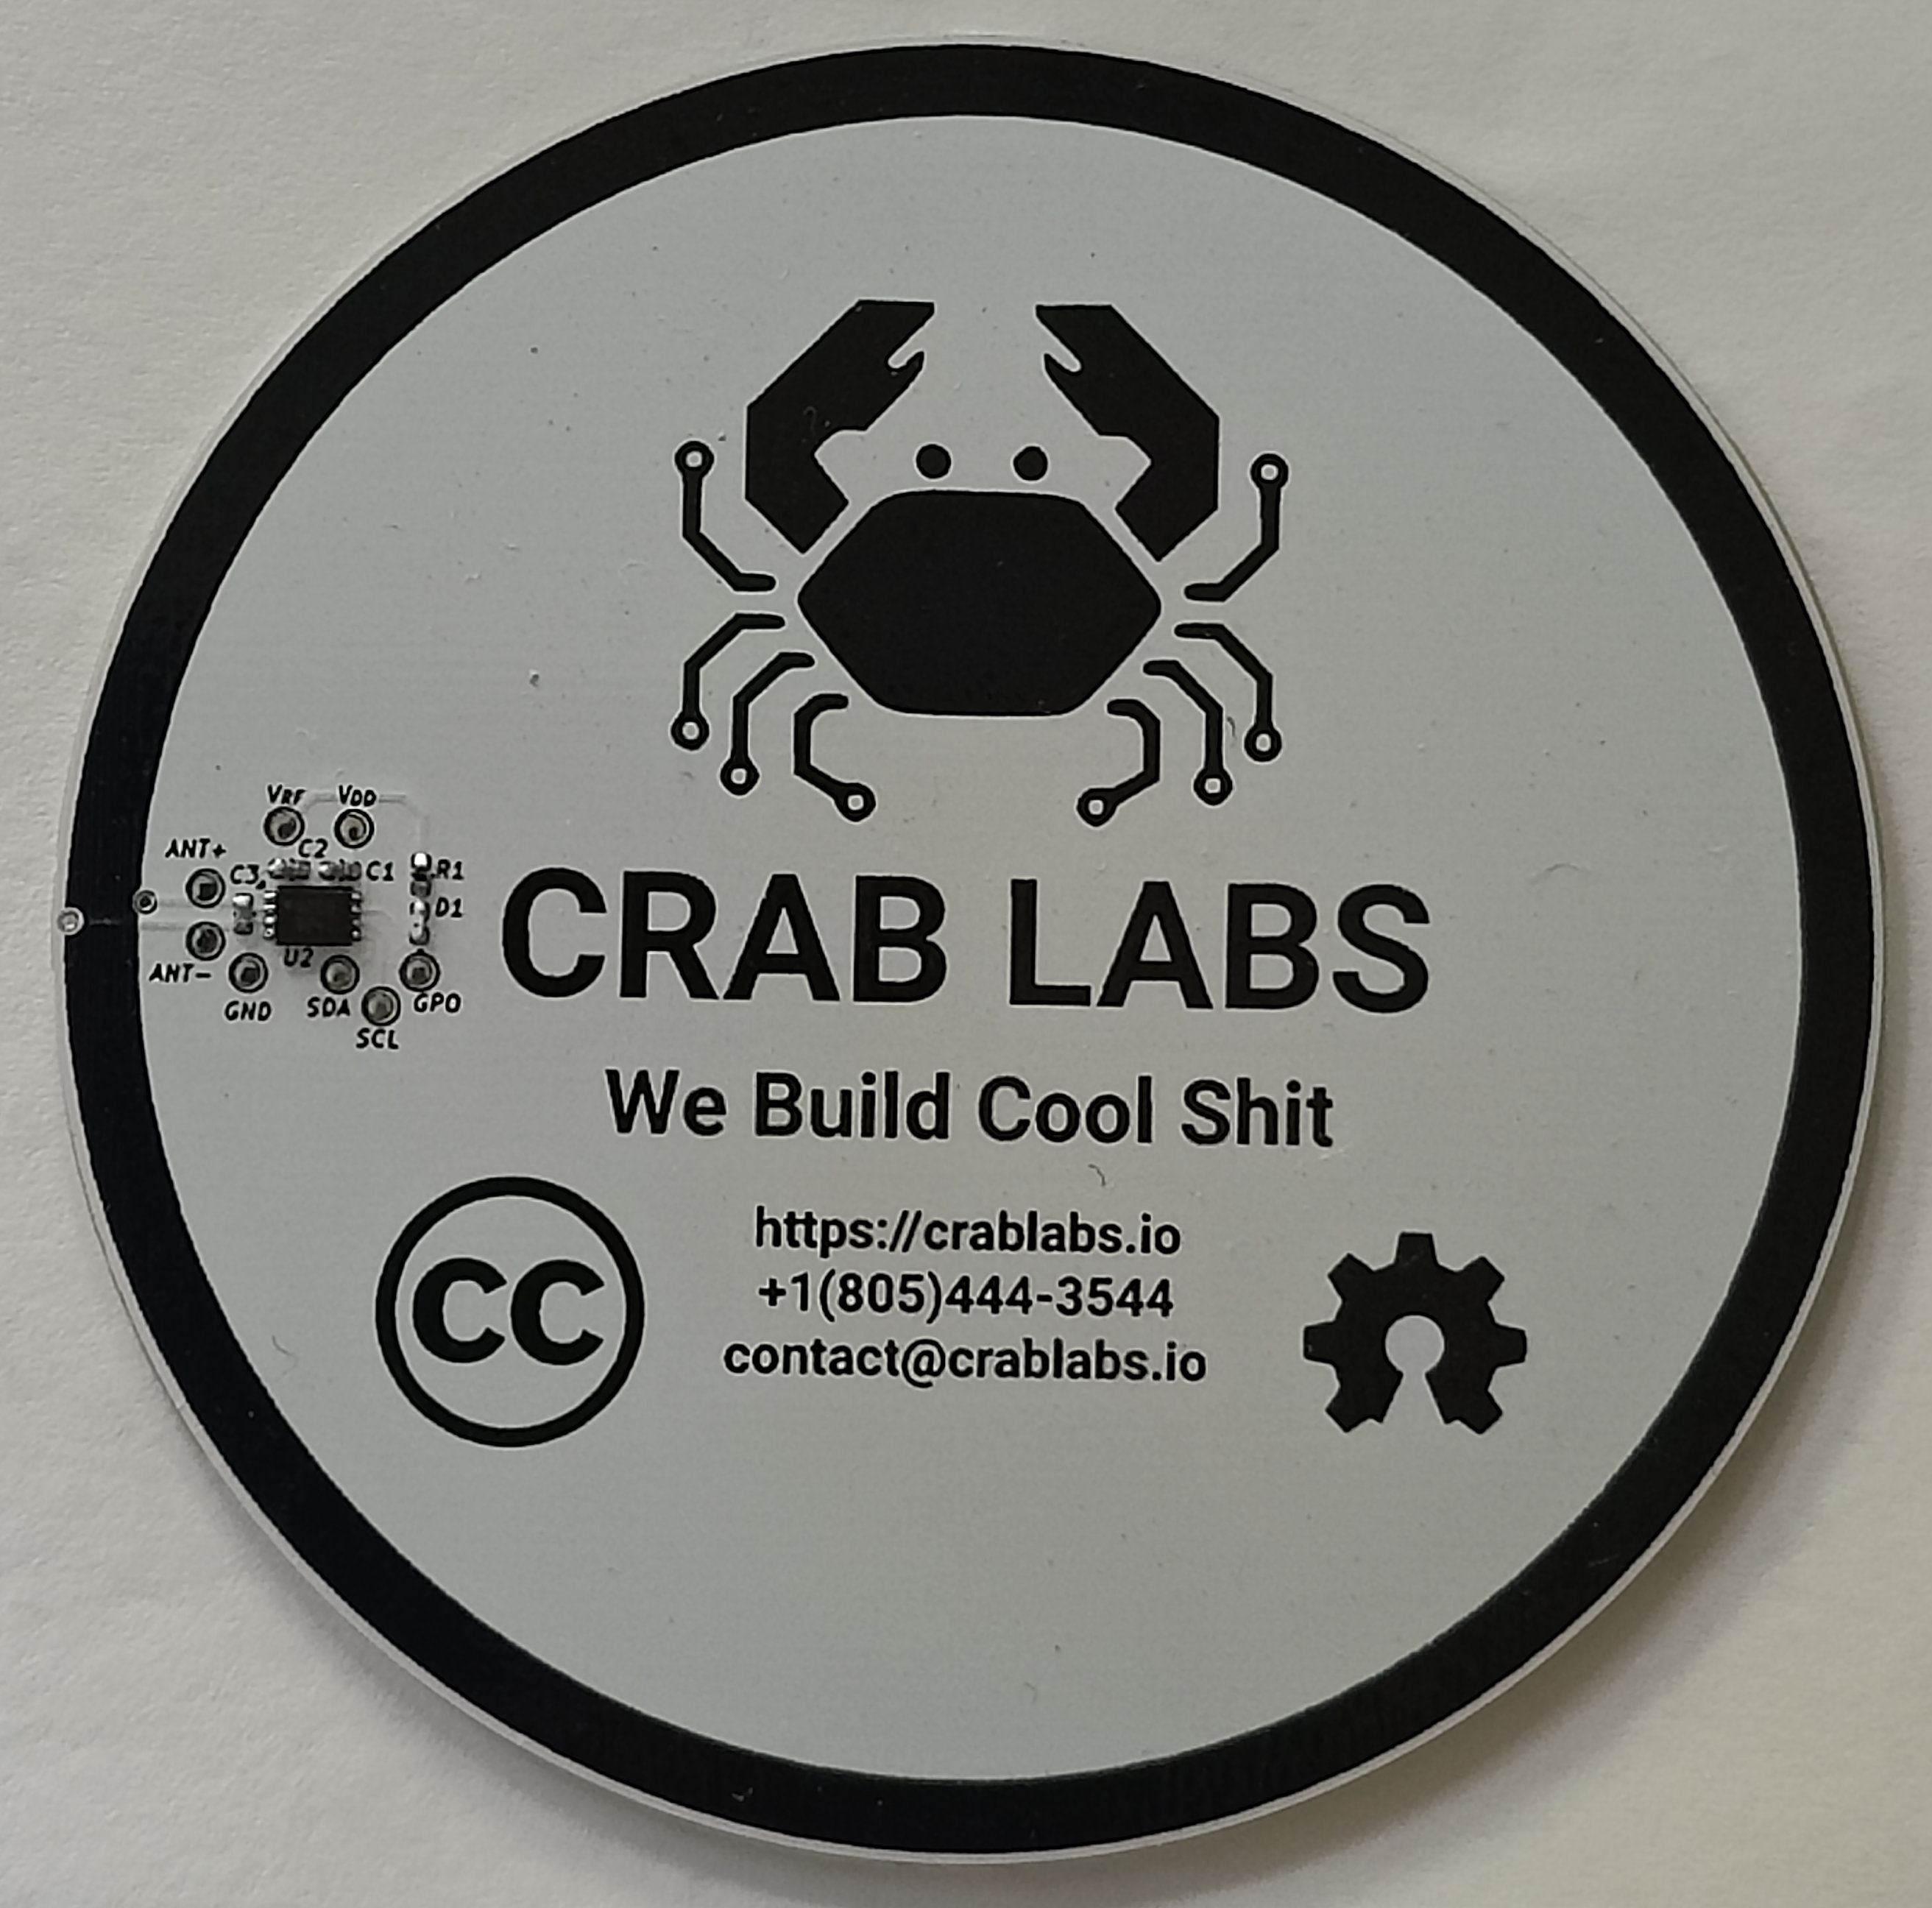 VRF VDD
ANT+
C2
C3 C1 R1
D1
U2
ANT-
GND SDA GPO
SCL
CRAB LABS
We Build Cool Shit
cc
https://crablabs.io
+1(805)444-3544
contact@crablabs.io